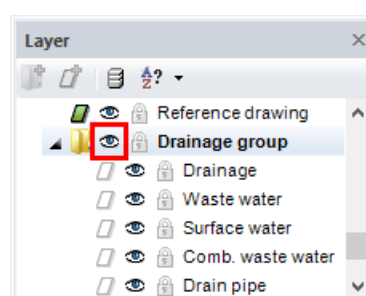 Layer
?
Reference drawing
Drainage group
Drainage
Waste water
Surface water
Comb. waste water
Drain pipe